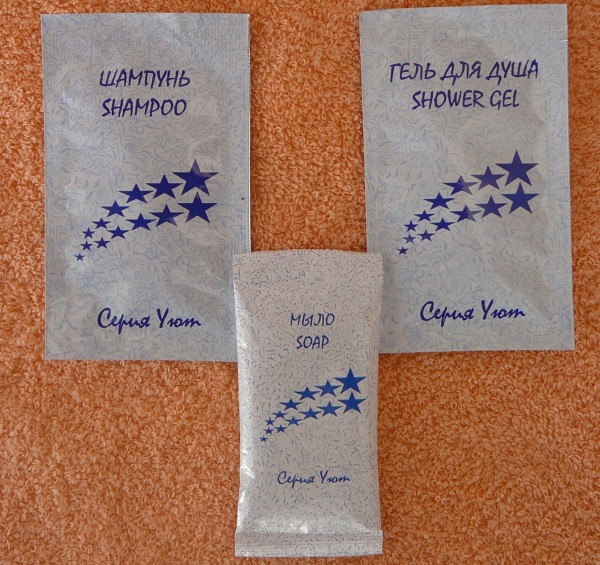 ШАМПУНЬ
SHAMPOO
Серия Уют
ГЕЛЬ ДЛЯ ДУША
SHOWER GEL
Серия Уют
МЫЛО
SOAP
Серия Уют